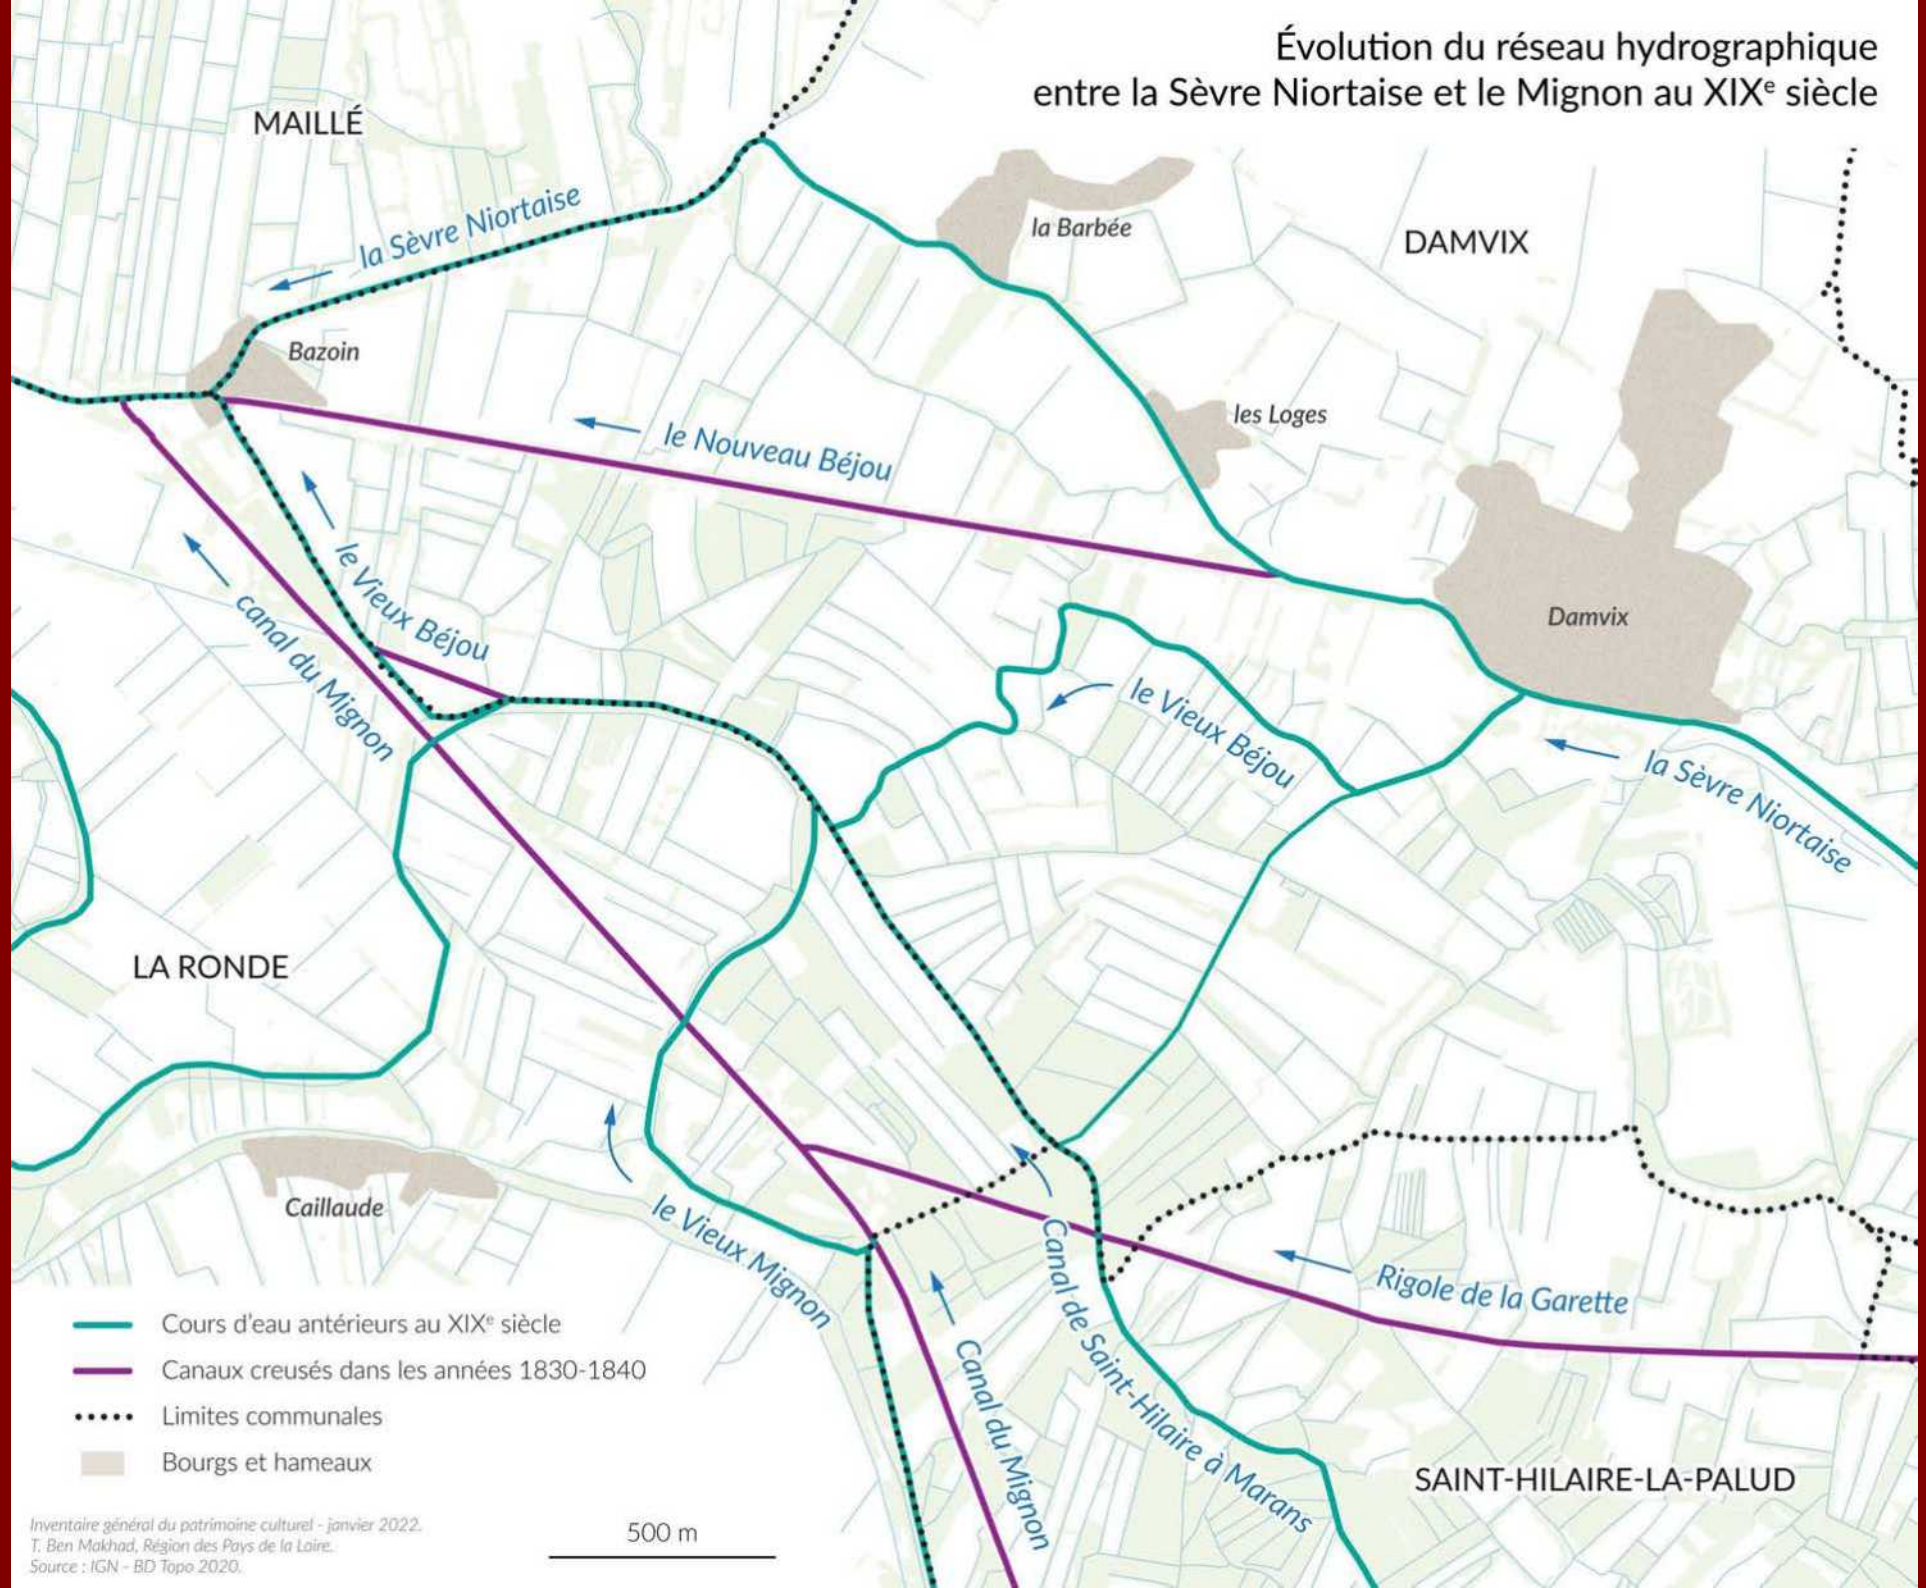 Évolution du réseau hydrographique
entre la Sèvre Niortaise et le Mignon au XIXe siècle
MAILLÉ
la Sèvre Niortaise
la Barbée
DAMVIX
Bazoin
les Loges
le Nouveau Béjou
le Vieux Béjou
canal du Mignon
Damvix
le Vieux Béjou
la Sèvre Niortaise
LA RONDE
Caillaude
le Vieux Mignon
Canal de Saint-Hilaire à Marans
Rigole de la Garette
Canal du Mignon
SAINT-HILAIRE-LA-PALUD
Cours d'eau antérieurs au XIXe siècle
Canaux creusés dans les années 1830-1840
Limites communales
Bourgs et hameaux
Inventaire général du patrimoine culturel - janvier 2022.
T. Ben Makhad, Région des Pays de la Loire.
Source : IGN - BD Topo 2020.
500 m